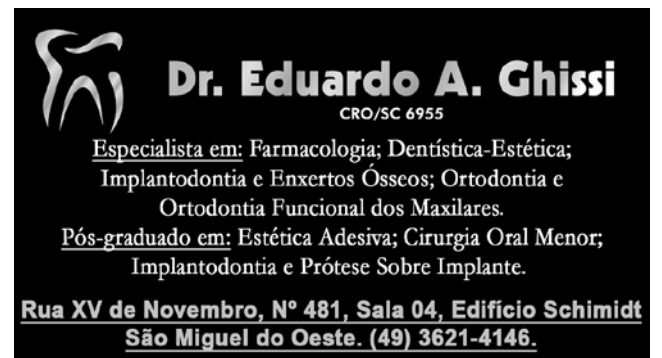 Dr. Eduardo A. Ghissi
CRO/SC 6955
Especialista em: Farmacologia; Dentística-Estética;
Implantodontia e Enxertos Ósseos; Ortodontia e
Ortodontia Funcional dos Maxilares.
Pós-graduado em: Estética Adesiva; Cirurgia Oral Menor;
Implantodontia e Prótese Sobre Implante.
Rua XV de Novembro, Nº 481, Sala 04, Edifício Schimidt
São Miguel do Oeste. (49) 3621-4146.